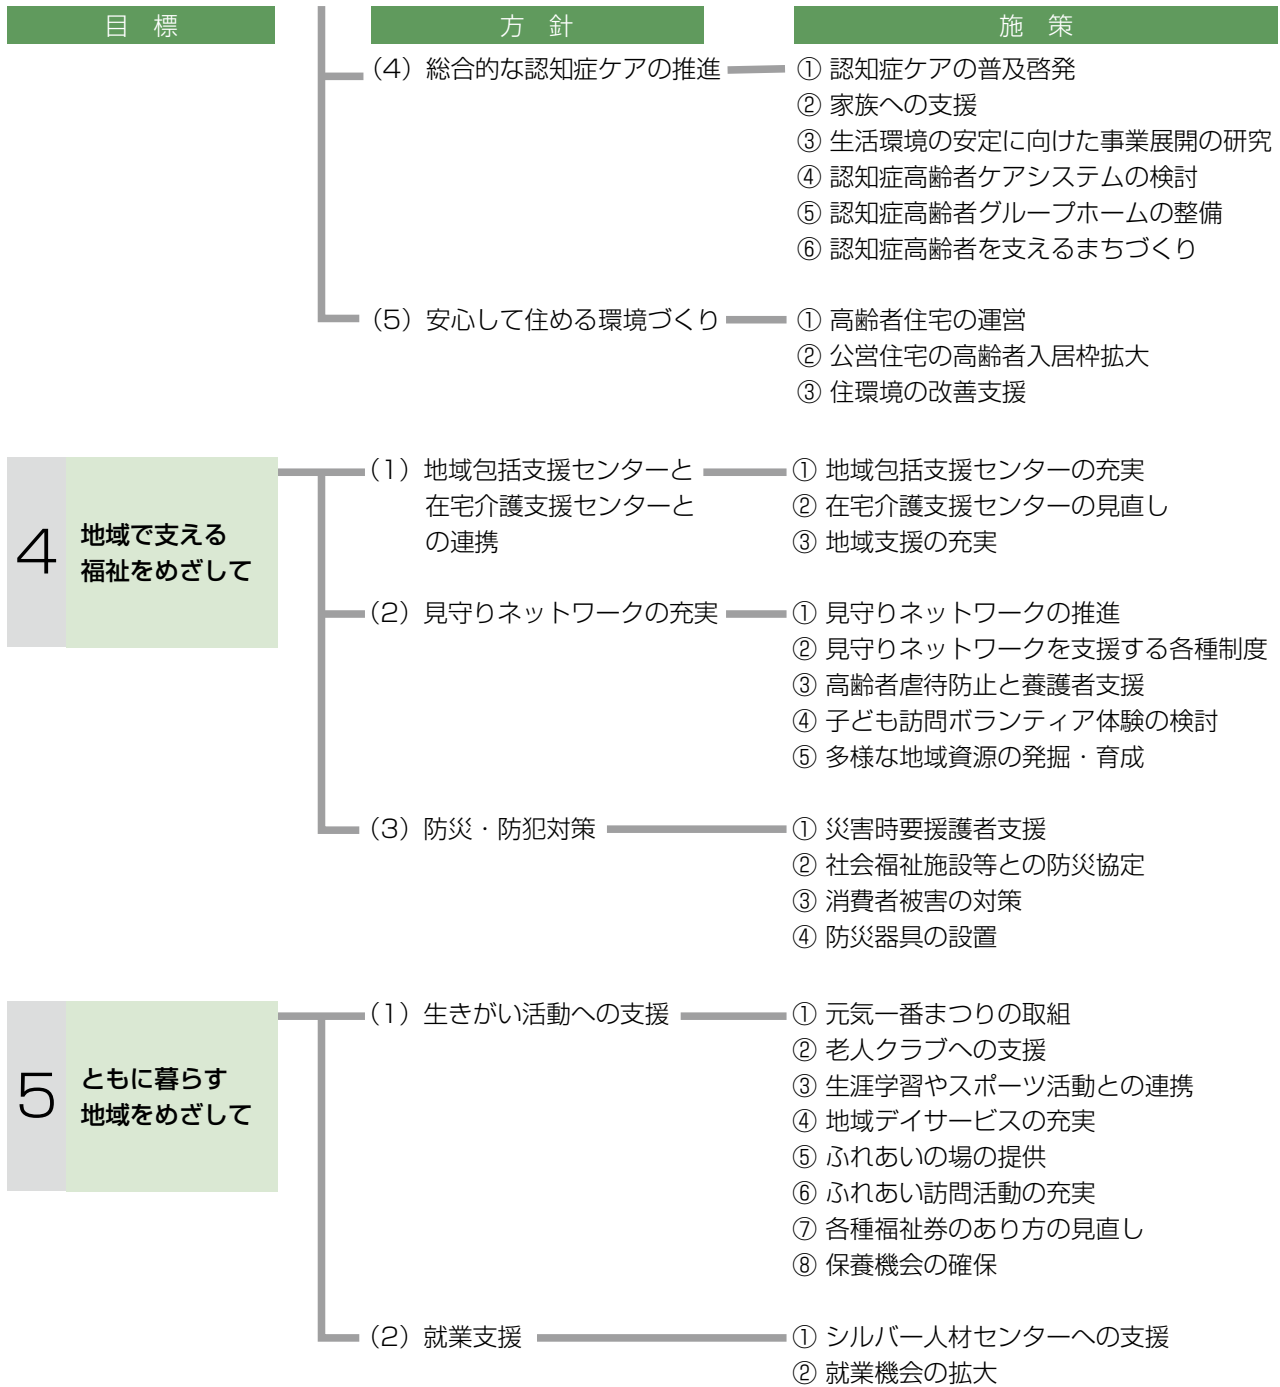 目　標
方　針
施　策
（4）総合的な認知症ケアの推進
① 認知症ケアの普及啓発
② 家族への支援
③ 生活環境の安定に向けた事業展開の研究
④ 認知症高齢者ケアシステムの検討
⑤ 認知症高齢者グループホームの整備
⑥ 認知症高齢者を支えるまちづくり
（5）安心して住める環境づくり
① 高齢者住宅の運営
② 公営住宅の高齢者入居枠拡大
③ 住環境の改善支援
4
地域で支える
福祉をめざして
（1）地域包括支援センターと
在宅介護支援センターと
の連携
① 地域包括支援センターの充実
② 在宅介護支援センターの見直し
③ 地域支援の充実
（2）見守りネットワークの充実
① 見守りネットワークの推進
② 見守りネットワークを支援する各種制度
③ 高齢者虐待防止と養護者支援
④ 子ども訪問ボランティア体験の検討
⑤ 多様な地域資源の発掘・育成
（3）防災・防犯対策
① 災害時要援護者支援
② 社会福祉施設等との防災協定
③ 消費者被害の対策
④ 防災器具の設置
5
ともに暮らす
地域をめざして
（1）生きがい活動への支援
① 元気一番まつりの取組
② 老人クラブへの支援
③ 生涯学習やスポーツ活動との連携
④ 地域デイサービスの充実
⑤ ふれあいの場の提供
⑥ ふれあい訪問活動の充実
⑦ 各種福祉券のあり方の見直し
⑧ 保養機会の確保
（2）就業支援
① シルバー人材センターへの支援
② 就業機会の拡大